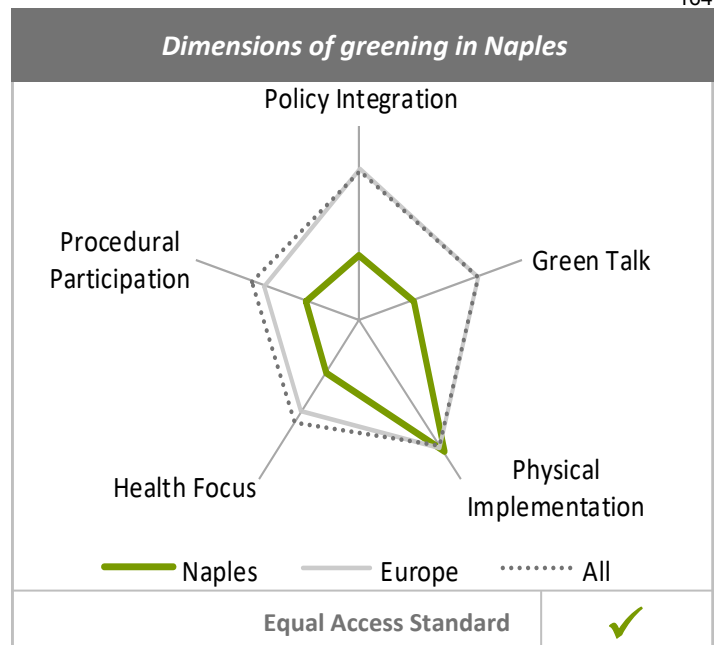 Dimensions of greening in Naples
Policy Integration
Procedural
Participation
Green Talk
Health Focus
Physical
Implementation
Naples
Europe
All
Equal Access Standard